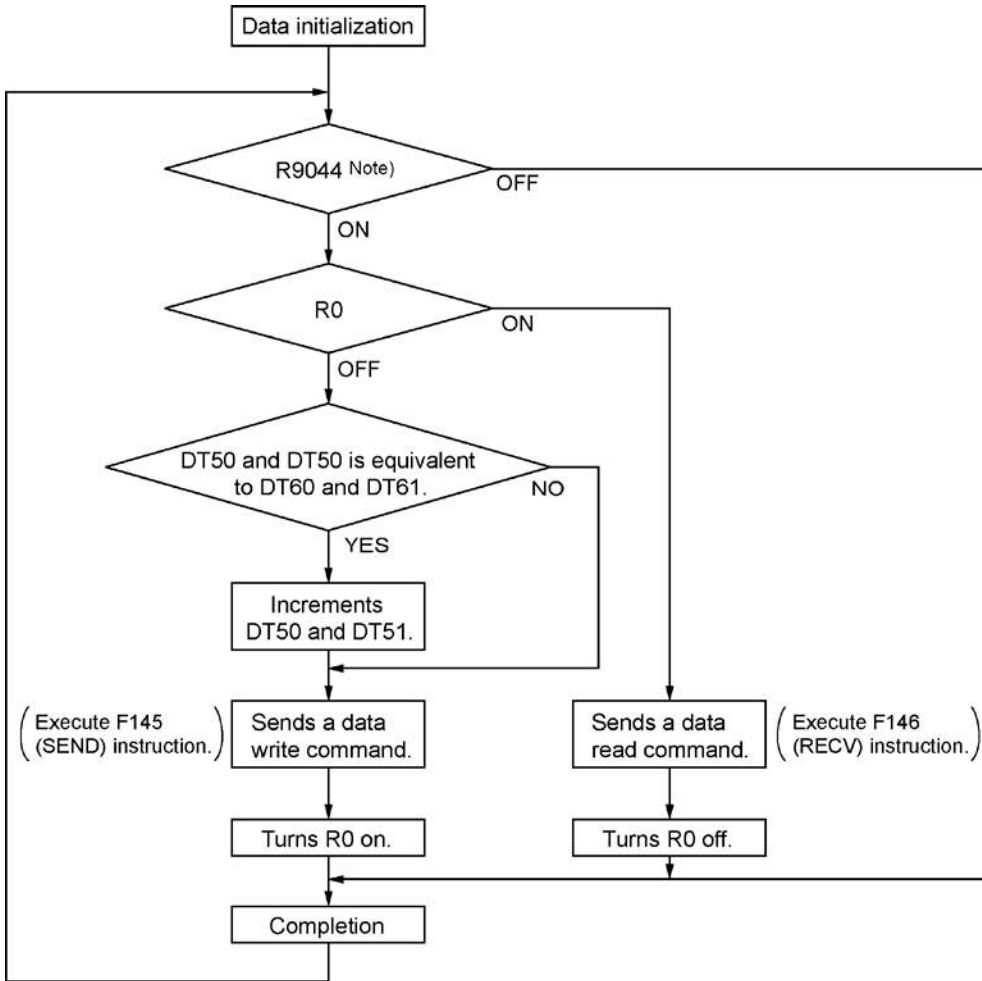 Data initialization
R9044 Note)
OFF
ON
R0
ON
OFF
DT50 and DT50 is equivalent
to DT60 and DT61.
NO
YES
Increments
DT50 and DT51.
(Execute F145
(SEND) instruction.)
Sends a data
write command.
Sends a data
read command.
(Execute F146
(RECV) instruction.)
Turns R0 on.
Turns R0 off.
Completion